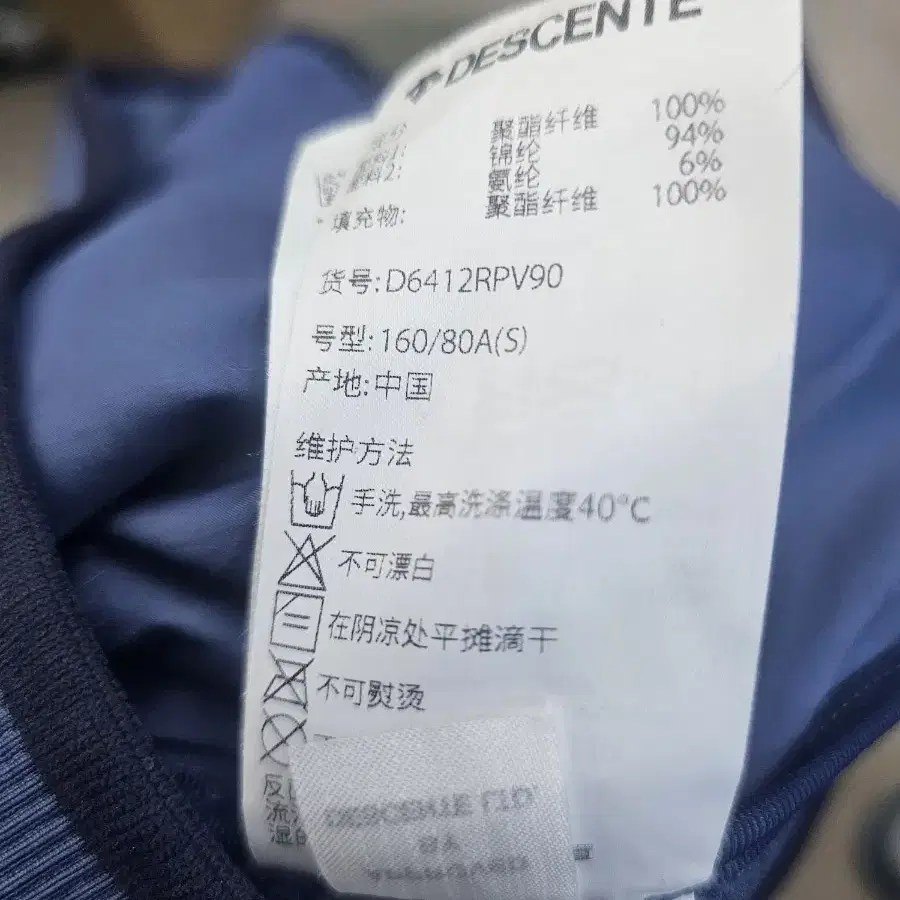 DESCENTE
聚酯纤维 100%
锦纶 94%
氨纶 6%
填充物: 聚酯纤维 100%
货号:D6412RPV90
号型:160/80A(S)
产地:中国
维护方法
手洗,最高洗涤温度40°C
不可漂白
在阴凉处平摊滴干
不可熨烫